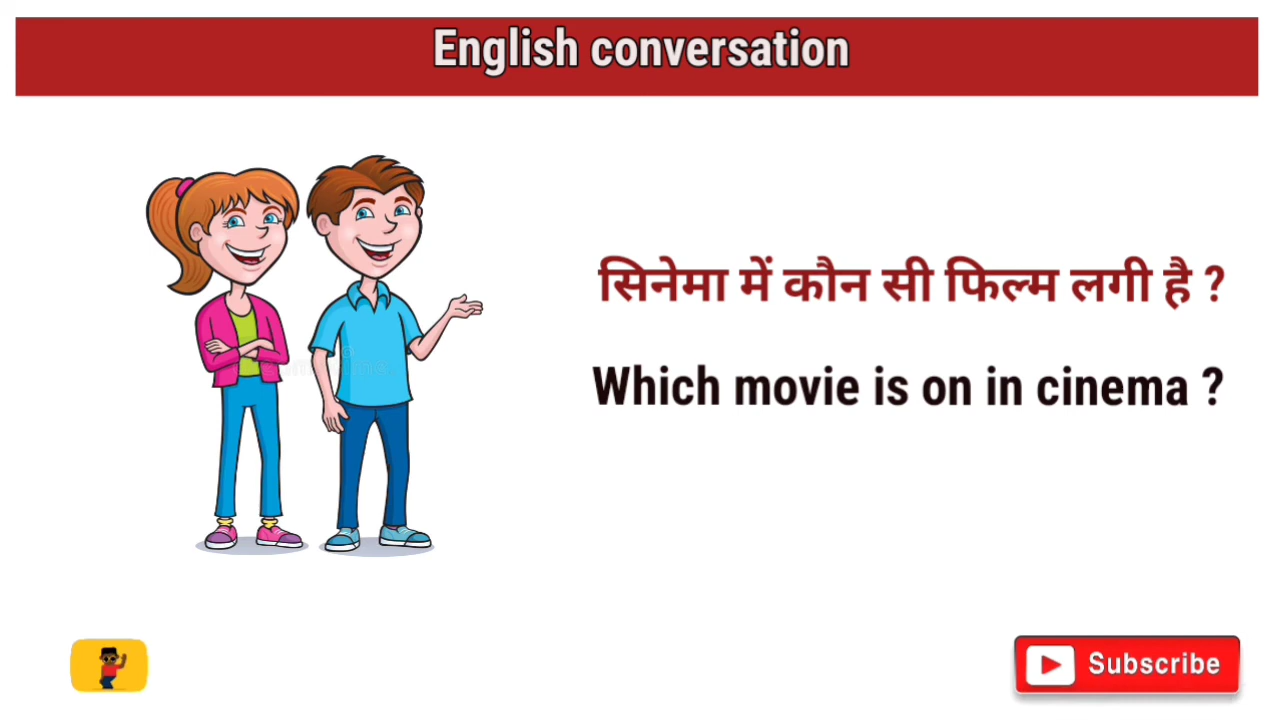 English conversation
सिनेमा में कौन सी फिल्म लगी है ?
Which movie is on in cinema ?
Subscribe